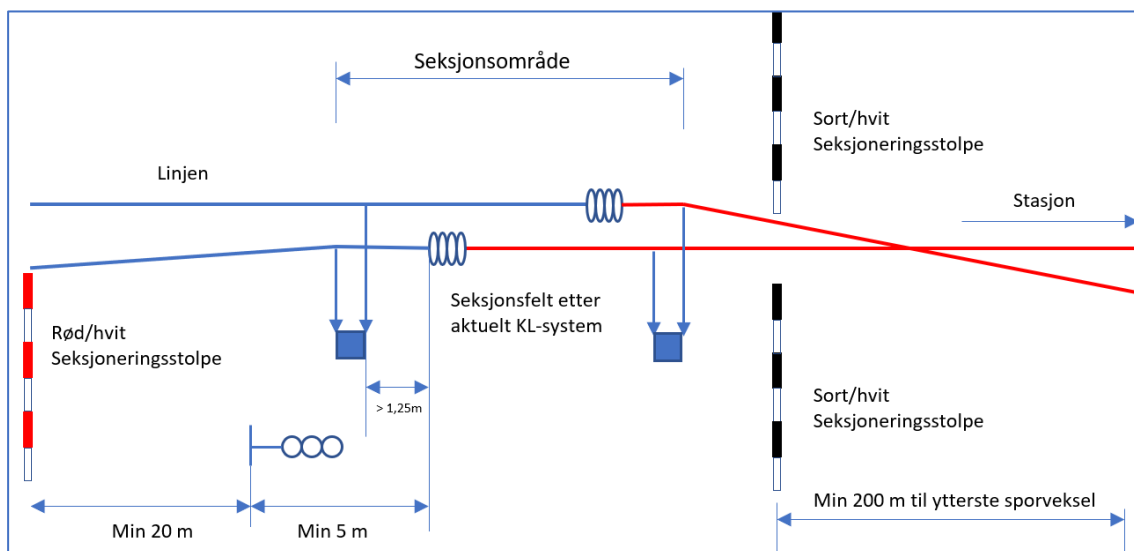 Seksjonsområde
Sort/hvit
Seksjoneringsstolpe
Linjen
Stasjon
Seksjonsfelt etter
aktuelt KL-system
Rød/hvit
Seksjoneringsstolpe
> 1,25m
Sort/hvit
Seksjoneringsstolpe
Min 20 m
Min 5 m
Min 200 m til ytterste sporveksel